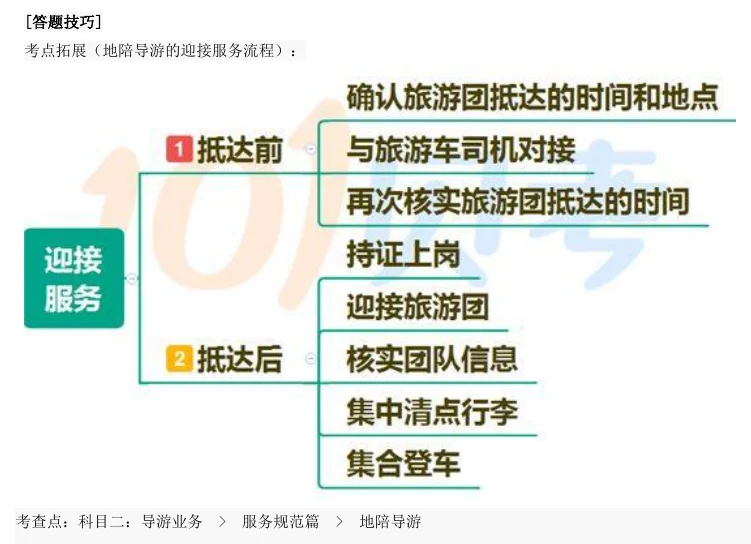 [答题技巧]
考点拓展（地陪导游的迎接服务流程）：
迎接
服务
1 抵达前
确认旅游团抵达的时间和地点
与旅游车司机对接
再次核实旅游团抵达的时间
2 抵达后
持证上岗
迎接旅游团
核实团队信息
集中清点行李
集合登车
101贝考
考查点：科目二：导游业务 > 服务规范篇 > 地陪导游